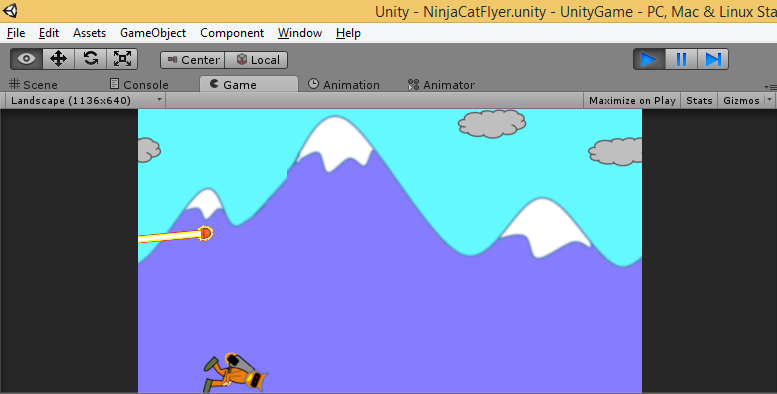 Unity - NinjaCatFlyer.unity - UnityGame - PC, Mac & Linux Sta
File Edit Assets GameObject Component Window Help
Center Local
Scene Console Game Animation Animator
Landscape (1136x640) Maximize on Play Stats Gizmos